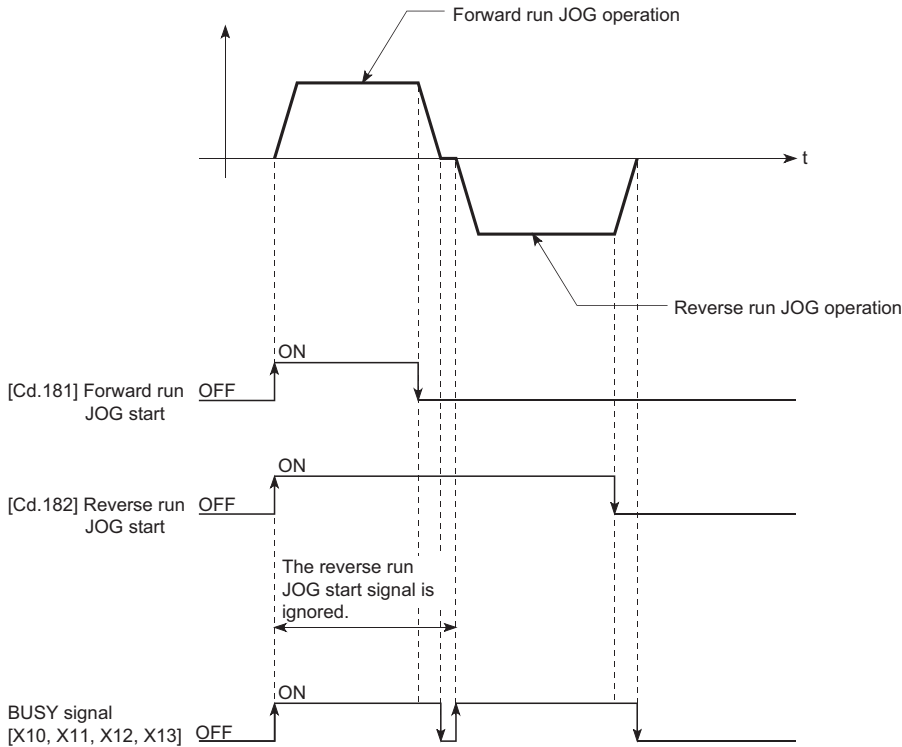 Forward run JOG operation
t
Reverse run JOG operation
ON
[Cd.181] Forward run OFF
JOG start
ON
[Cd.182] Reverse run OFF
JOG start
The reverse run
JOG start signal is
ignored.
ON
BUSY signal
[X10, X11, X12, X13] OFF